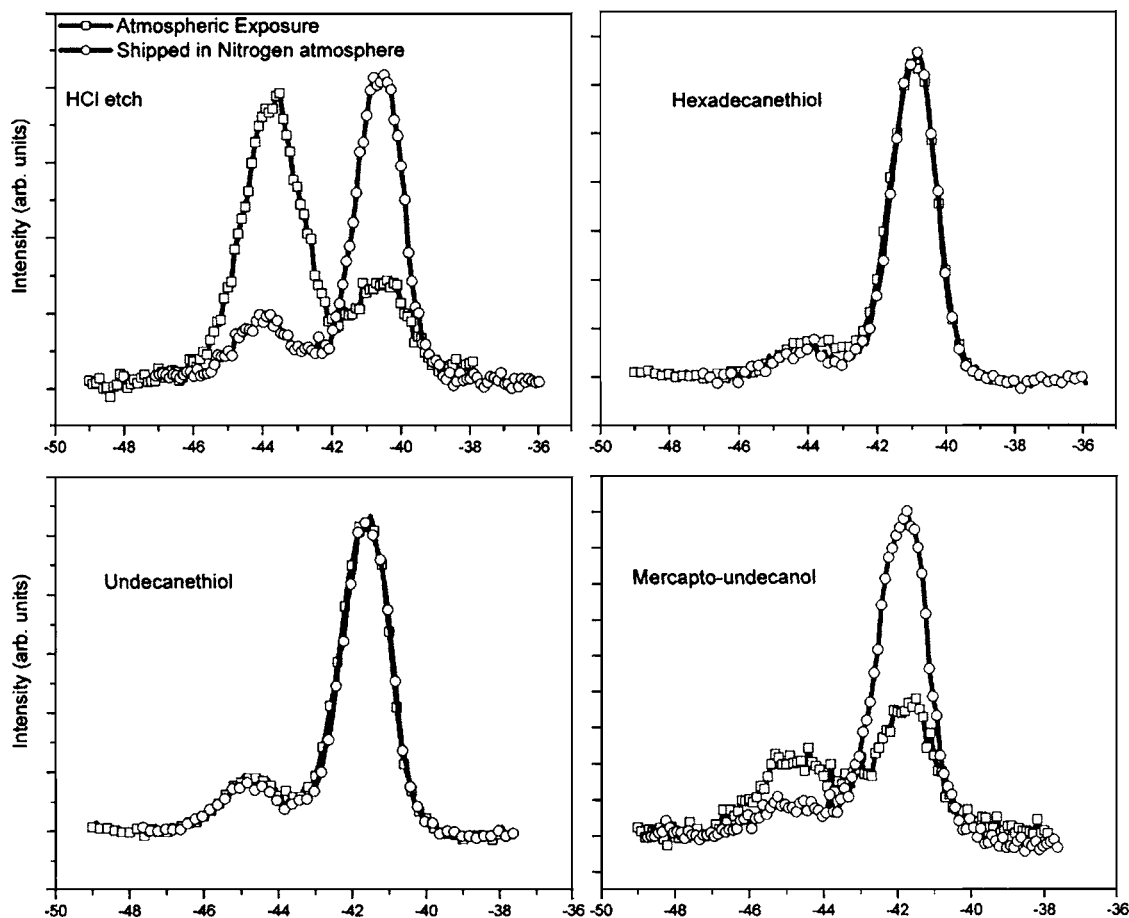 Atmospheric Exposure
Shipped in Nitrogen atmosphere
HCl etch
Hexadecanethiol
Intensity (arb. units)
-50 -48 -46 -44 -42 -40 -38 -36
-50 -48 -46 -44 -42 -40 -38 -36
Undecanethiol
Mercapto-undecanol
Intensity (arb. units)
-50 -48 -46 -44 -42 -40 -38 -36
-50 -48 -46 -44 -42 -40 -38 -36